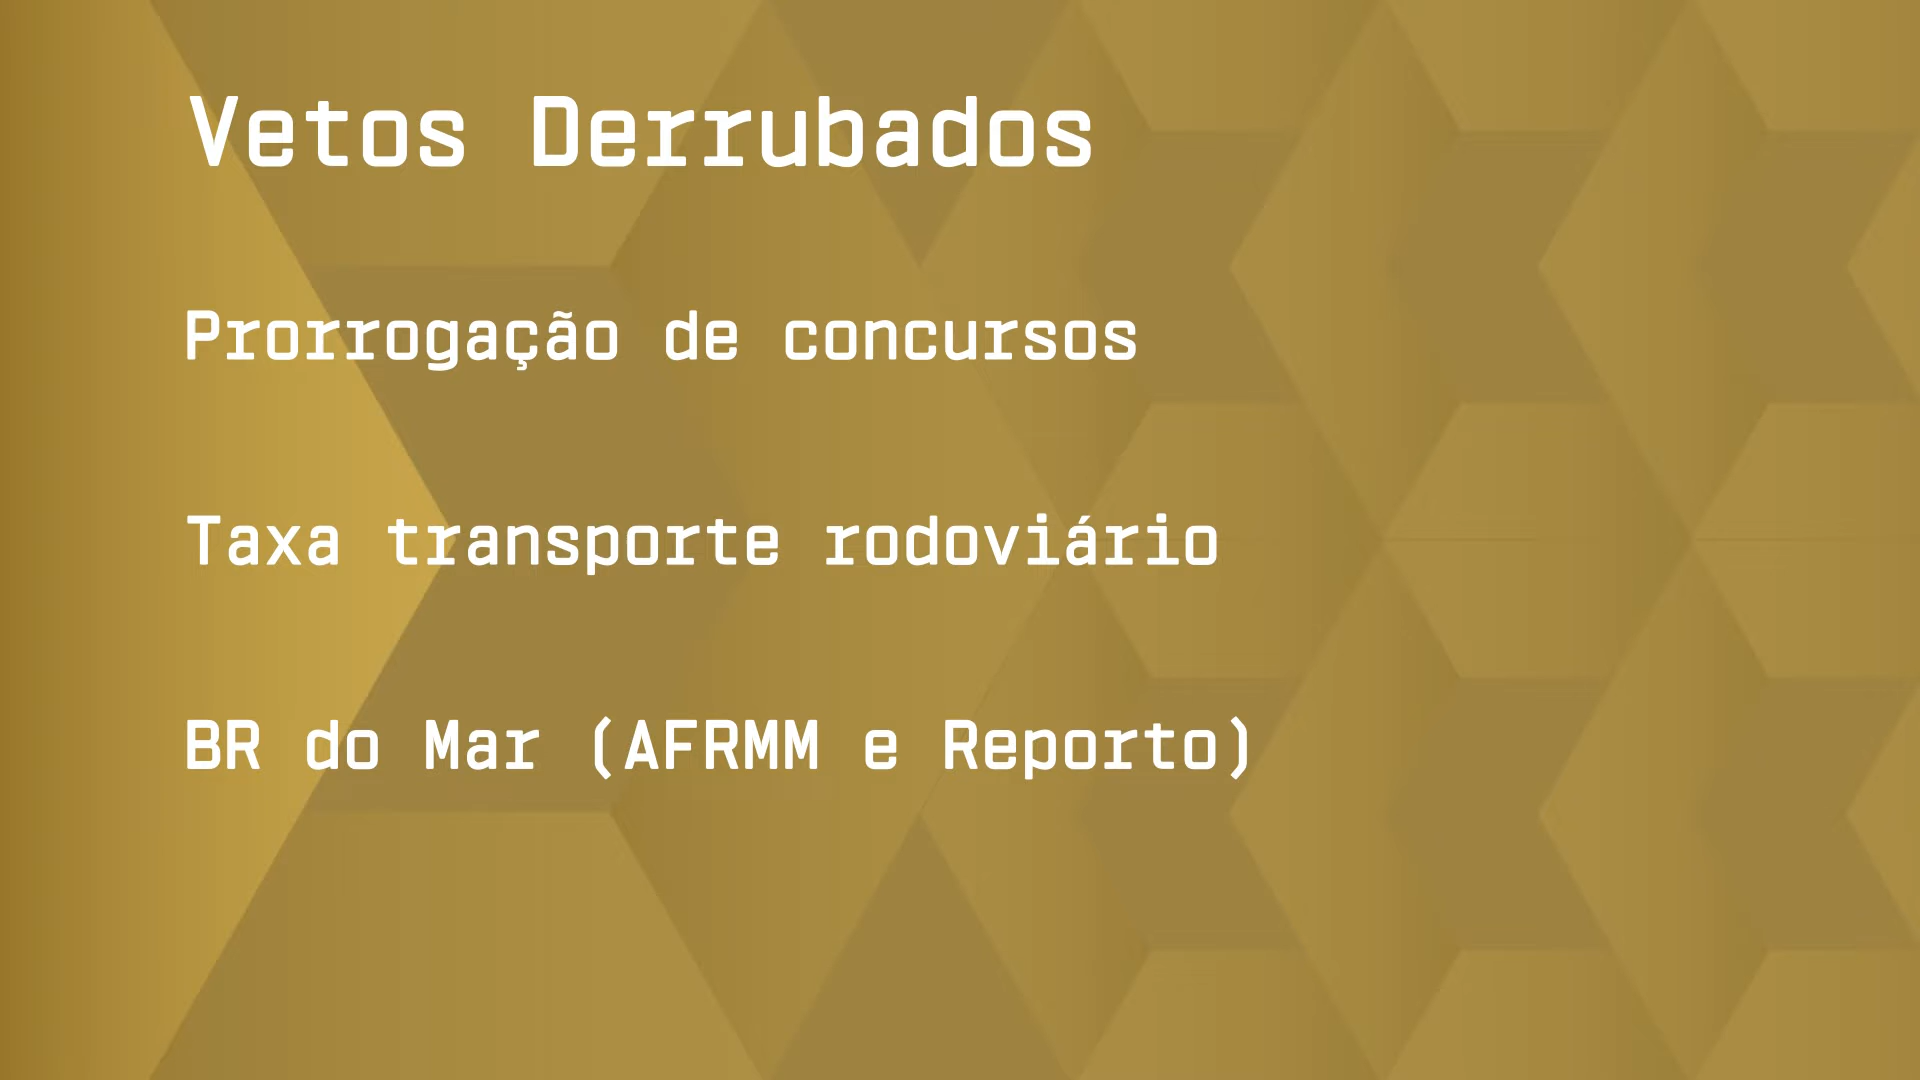 Vetos Derrubados
Prorrogação de concursos
Taxa transporte rodoviário
BR do Mar (AFRMM e Reporto)